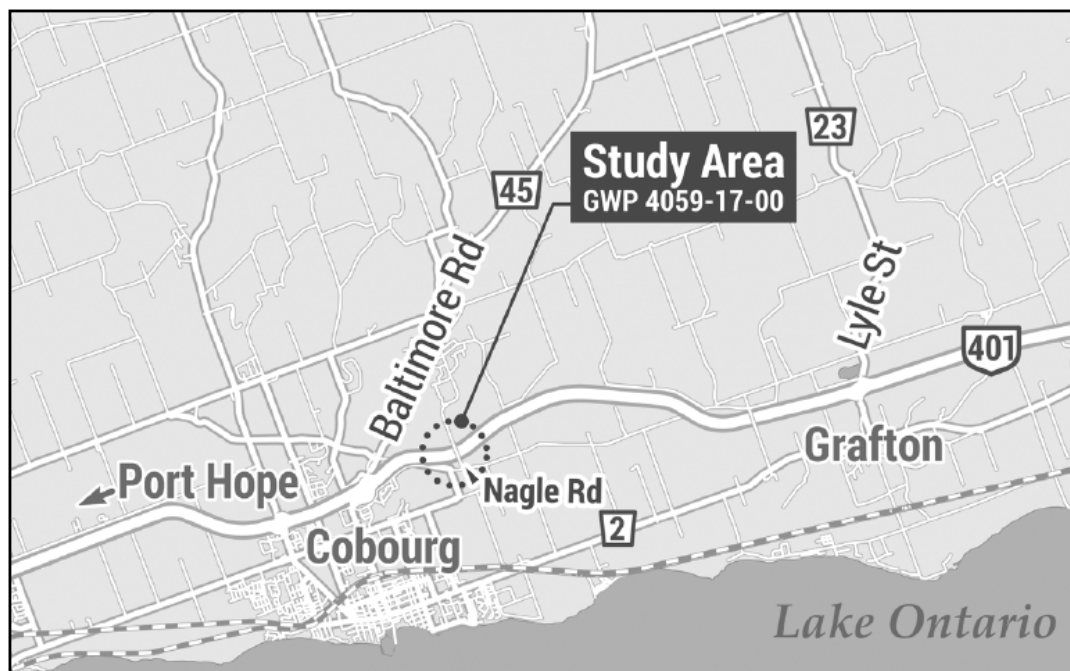 23
Study Area
GWP 4059-17-00
45
Baltimore Rd
Lyle St
401
Grafton
Port Hope
Nagle Rd
2
Cobourg
Lake Ontario